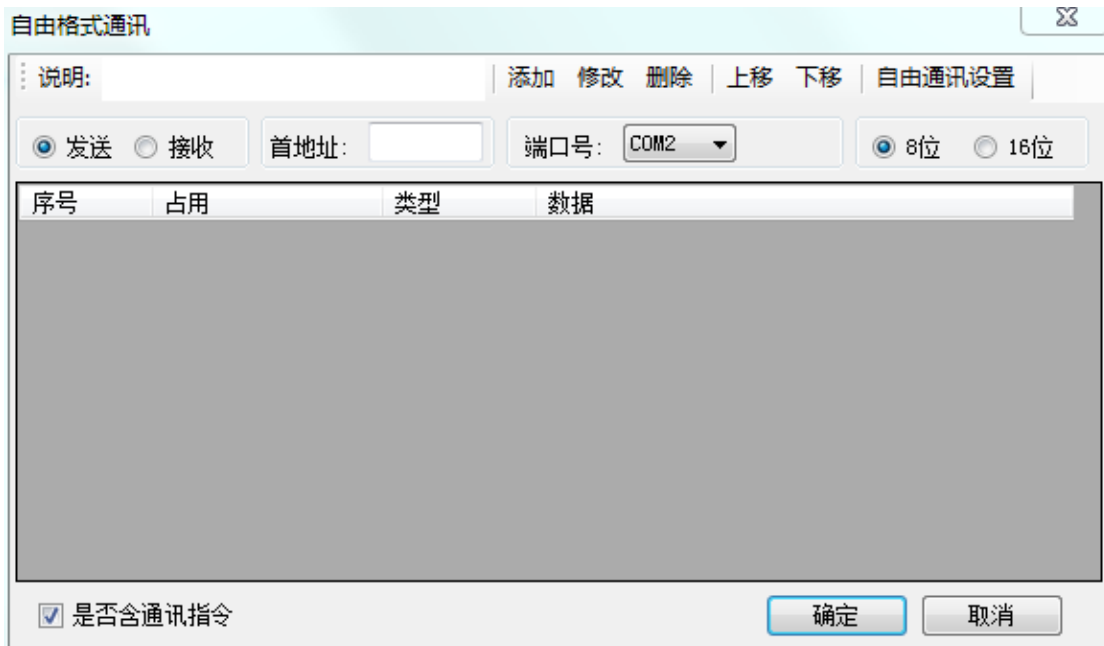 自由格式通讯
说明: 添加 修改 删除 上移 下移 自由通讯设置
发送 接收 首地址: 端口号: COM2 8位 16位
序号 占用 类型 数据
是否含通讯指令 确定 取消